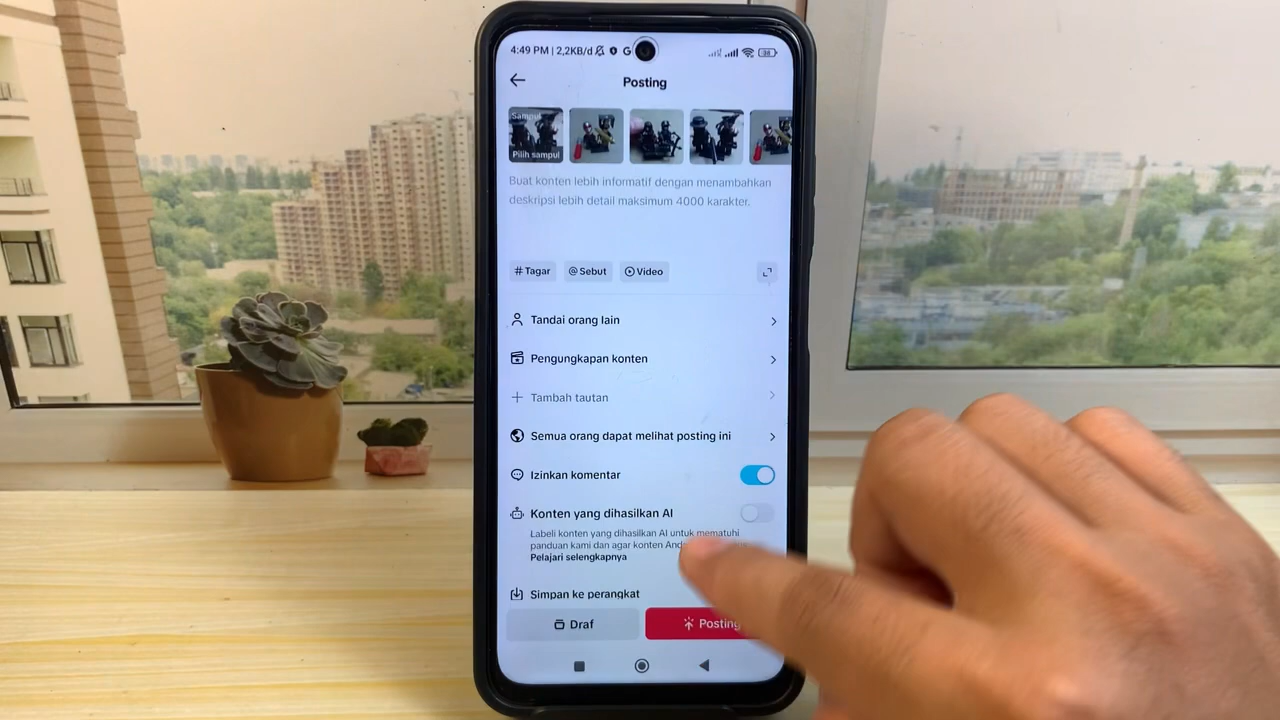 4:49 PM | 2,2KB/d
Posting
Sampul
Pilih sampul
Buat konten lebih informatif dengan menambahkan
deskripsi lebih detail maksimum 4000 karakter.
# Tagar @ Sebut Video
Tandai orang lain
Pengungkapan konten
Tambah tautan
Semua orang dapat melihat posting ini
Izinkan komentar
Konten yang dihasilkan AI
Labeli konten yang dihasilkan AI untuk mematuhi
panduan kami dan agar konten
Pelajari selengkapnya
Simpan ke perangkat
Draf Posting